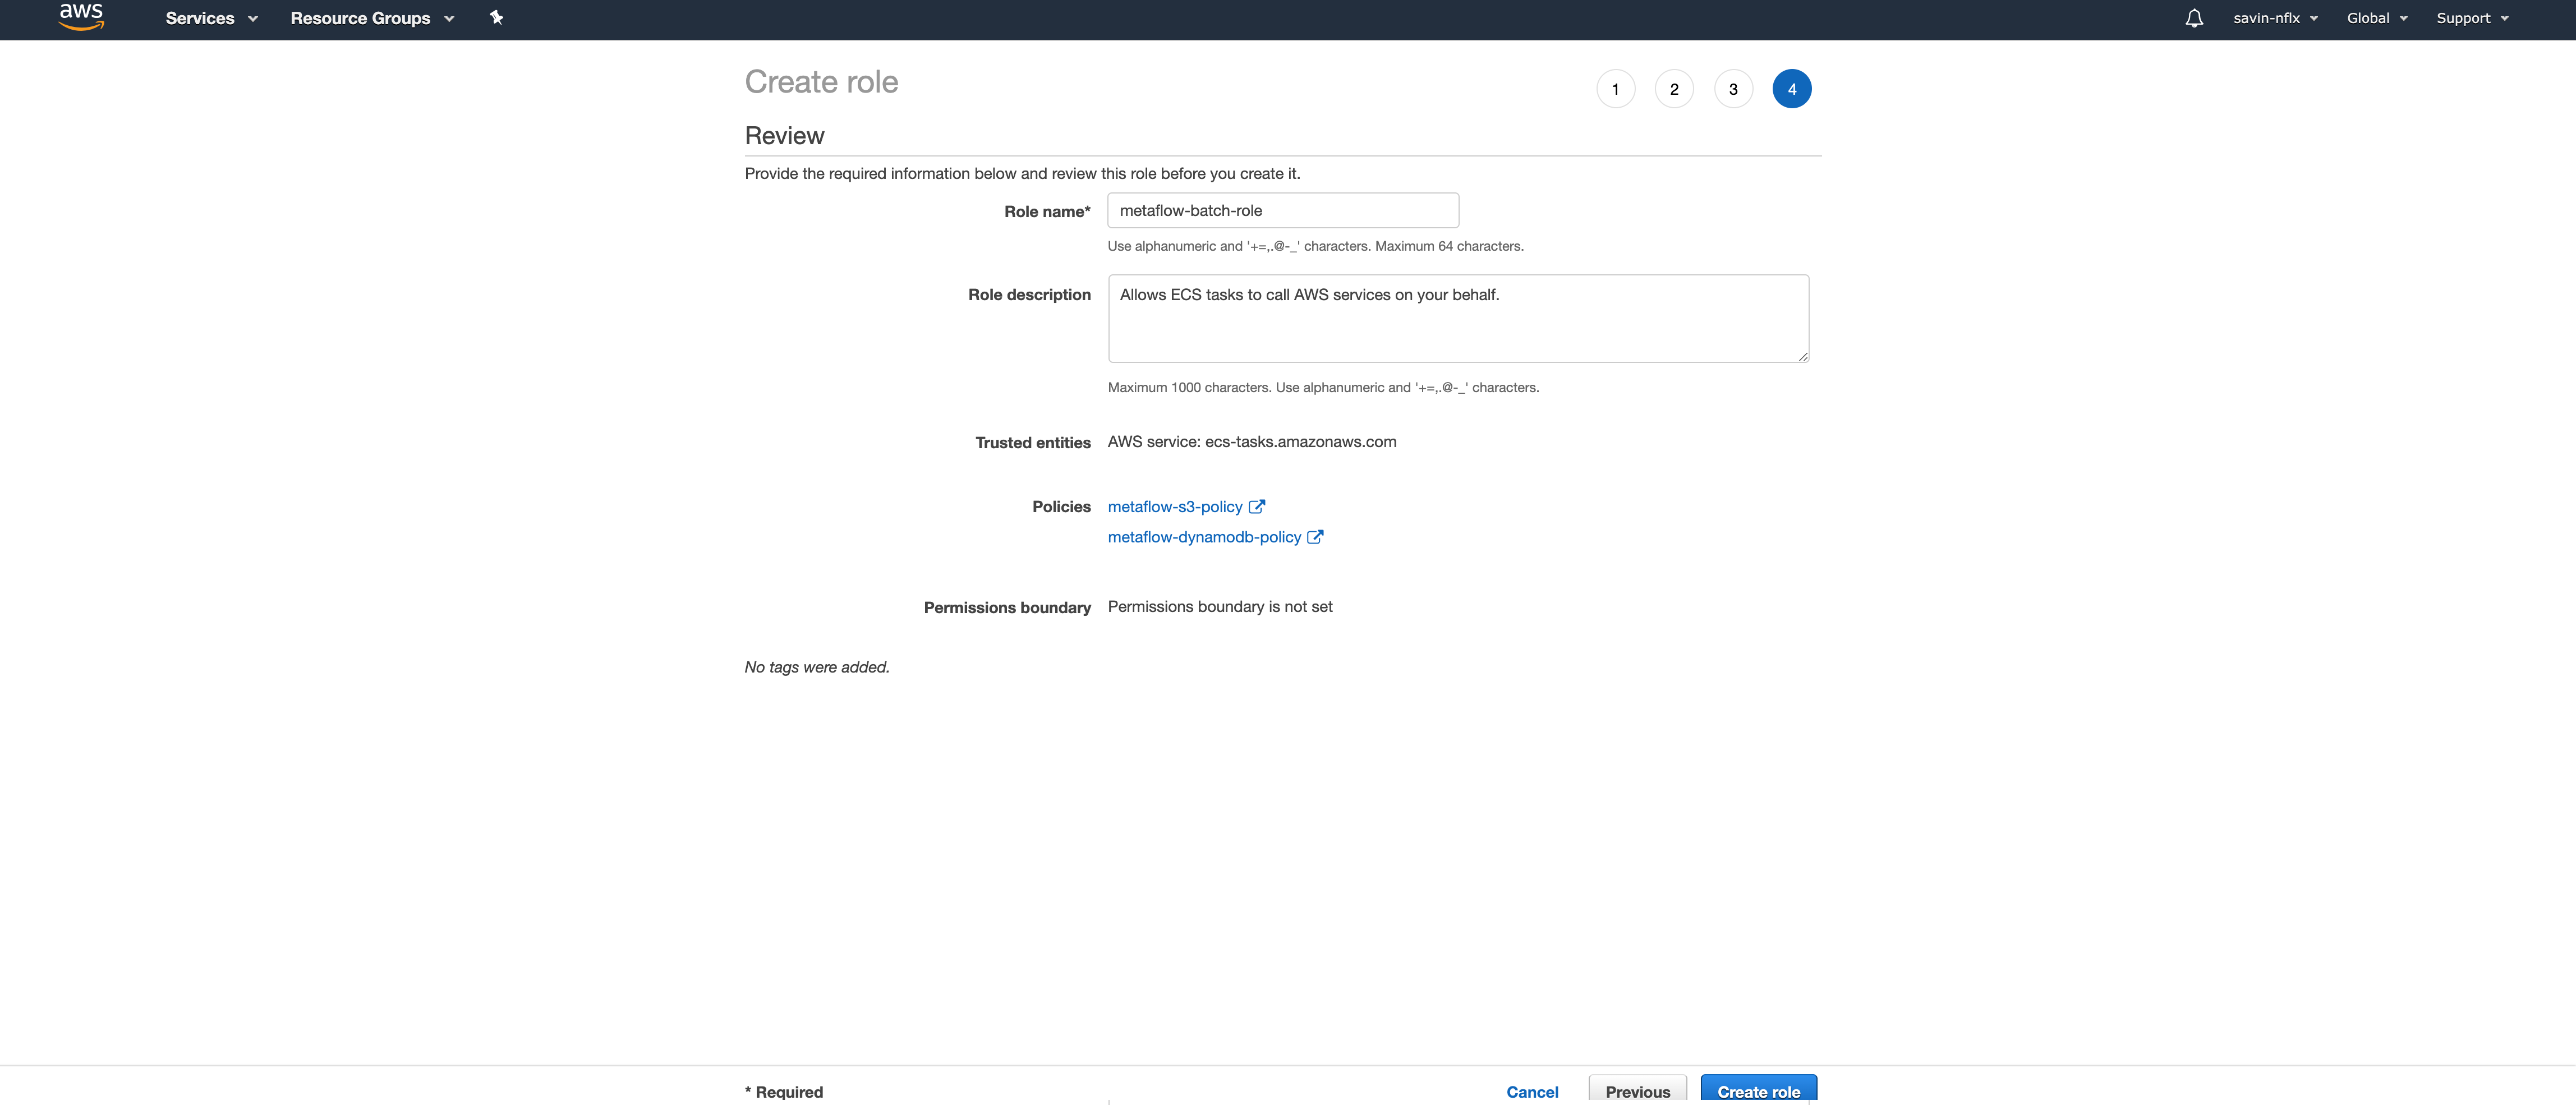 aws Services Resource Groups savin-nflx Global Support
Create role 1 2 3 4
Review
Provide the required information below and review this role before you create it.
Role name* metaflow-batch-role
Use alphanumeric and '+=,.@-_' characters. Maximum 64 characters.
Role description Allows ECS tasks to call AWS services on your behalf.
Maximum 1000 characters. Use alphanumeric and '+=,.@-_' characters.
Trusted entities AWS service: ecs-tasks.amazonaws.com
Policies metaflow-s3-policy
metaflow-dynamodb-policy
Permissions boundary Permissions boundary is not set
No tags were added.
* Required Cancel Previous Create role